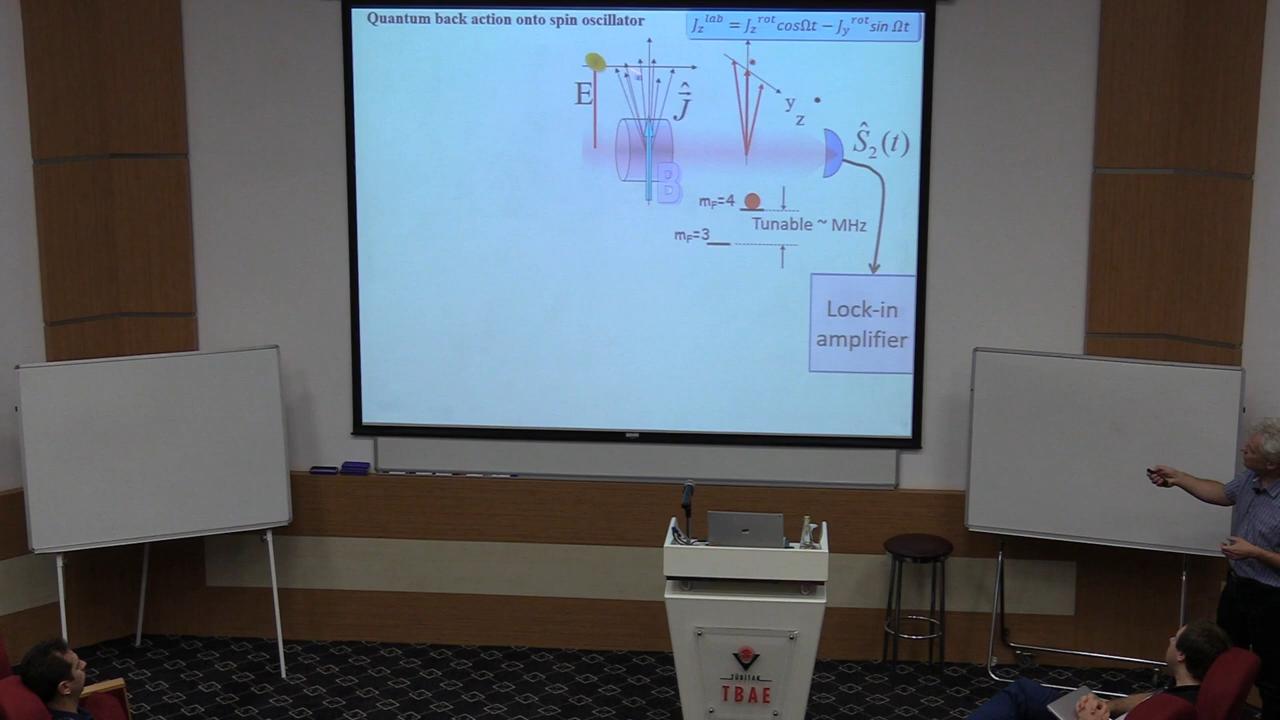 Quantum back action onto spin oscillator
J_z^lab = J_z^rot cosΩt − J_y^rot sin Ωt
E
Ĵ
y
z
Ŝ₂(t)
B
m_F=4
Tunable ~ MHz
m_F=3
Lock-in
amplifier
TÜBİTAK
TBAE